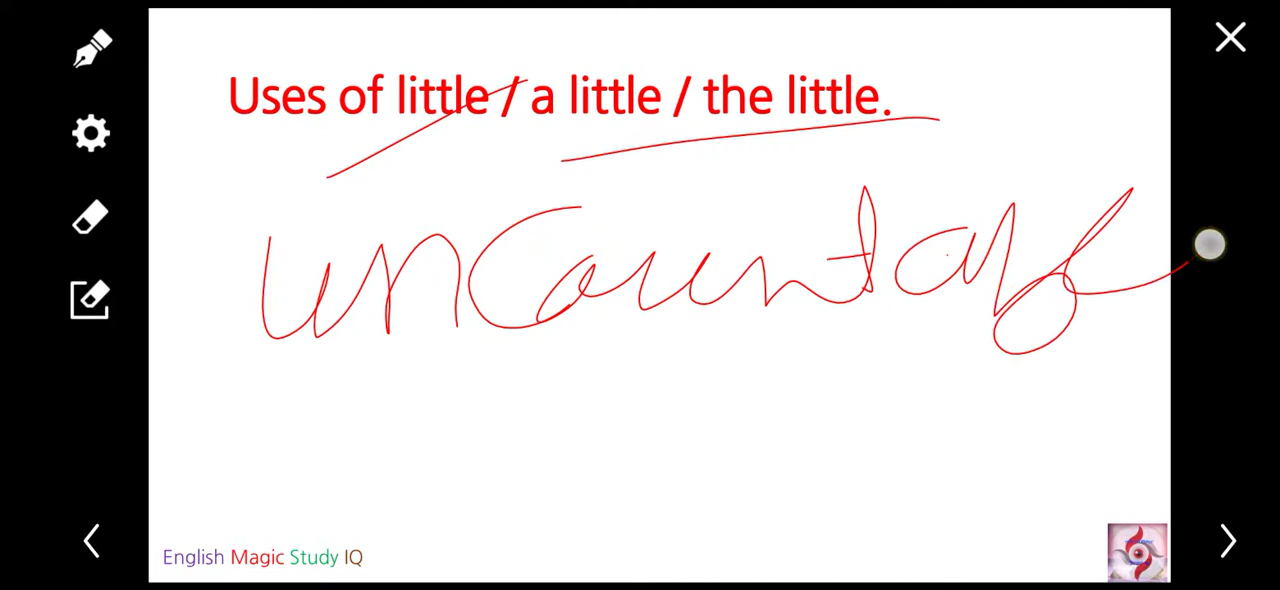 Uses of little / a little / the little.
uncountable
English Magic Study IQ